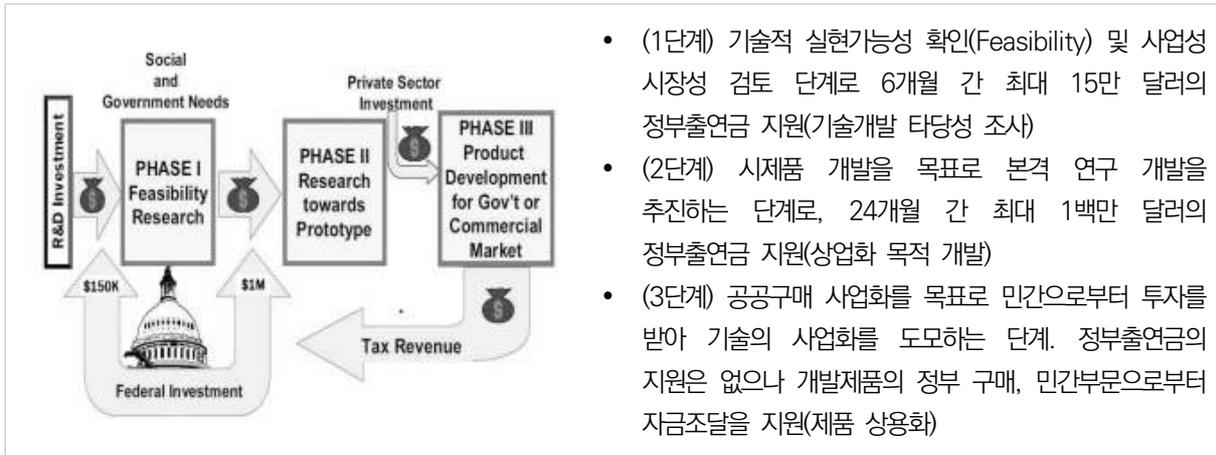 Social
and
Government Needs
R&D Investment
PHASE I
Feasibility
Research
PHASE II
Research
towards
Prototype
Private Sector
Investment
PHASE III
Product
Development
for Gov't or
Commercial
Market
$150K
$1M
Federal Investment
Tax Revenue
• (1단계) 기술적 실현가능성 확인(Feasibility) 및 사업성
시장성 검토 단계로 6개월 간 최대 15만 달러의
정부출연금 지원(기술개발 타당성 조사)
• (2단계) 시제품 개발을 목표로 본격 연구 개발을
추진하는 단계로, 24개월 간 최대 1백만 달러의
정부출연금 지원(상업화 목적 개발)
• (3단계) 공공구매 사업화를 목표로 민간으로부터 투자를
받아 기술의 사업화를 도모하는 단계. 정부출연금의
지원은 없으나 개발제품의 정부 구매, 민간부문으로부터
자금조달을 지원(제품 상용화)